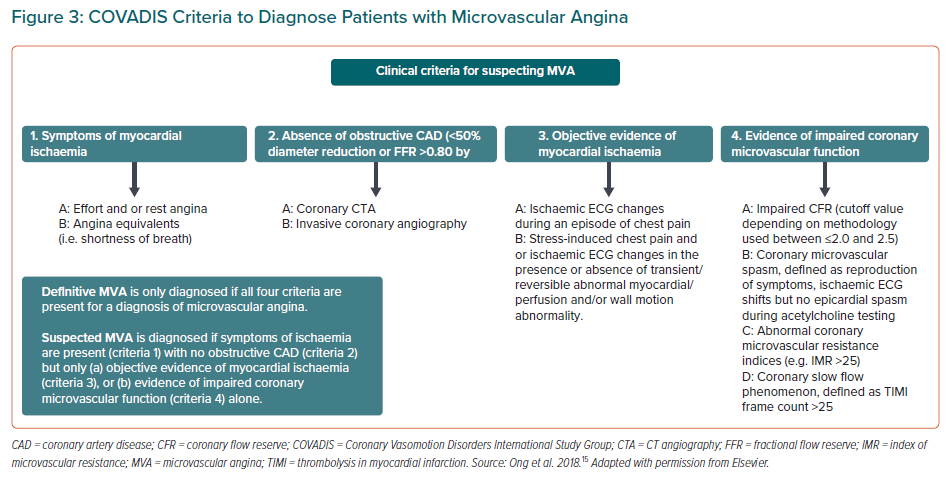 Figure 3: COVADIS Criteria to Diagnose Patients with Microvascular Angina
Clinical criteria for suspecting MVA
1. Symptoms of myocardial
ischaemia
2. Absence of obstructive CAD (<50%
diameter reduction or FFR >0.80 by
3. Objective evidence of
myocardial ischaemia
4. Evidence of impaired coronary
microvascular function
A: Effort and or rest angina
B: Angina equivalents
(i.e. shortness of breath)
A: Coronary CTA
B: Invasive coronary angiography
A: Ischaemic ECG changes
during an episode of chest pain
B: Stress-induced chest pain and
or ischaemic ECG changes in the
presence or absence of transient/
reversible abnormal myocardial/
perfusion and/or wall motion
abnormality.
A: Impaired CFR (cutoff value
depending on methodology
used between ≤2.0 and 2.5)
B: Coronary microvascular
spasm, defined as reproduction
of symptoms, ischaemic ECG
shifts but no epicardial spasm
during acetylcholine testing
C: Abnormal coronary
microvascular resistance
indices (e.g. IMR >25)
D: Coronary slow flow
phenomenon, defined as TIMI
frame count >25
Definitive MVA is only diagnosed if all four criteria are
present for a diagnosis of microvascular angina.
Suspected MVA is diagnosed if symptoms of ischaemia
are present (criteria 1) with no obstructive CAD (criteria 2)
but only (a) objective evidence of myocardial ischaemia
(criteria 3), or (b) evidence of impaired coronary
microvascular function (criteria 4) alone.
CAD = coronary artery disease; CFR = coronary flow reserve; COVADIS = Coronary Vasomotion Disorders International Study Group; CTA = CT angiography; FFR = fractional flow reserve; IMR = index of
microvascular resistance; MVA = microvascular angina; TIMI = thrombolysis in myocardial infarction. Source: Ong et al. 2018.¹⁵ Adapted with permission from Elsevier.